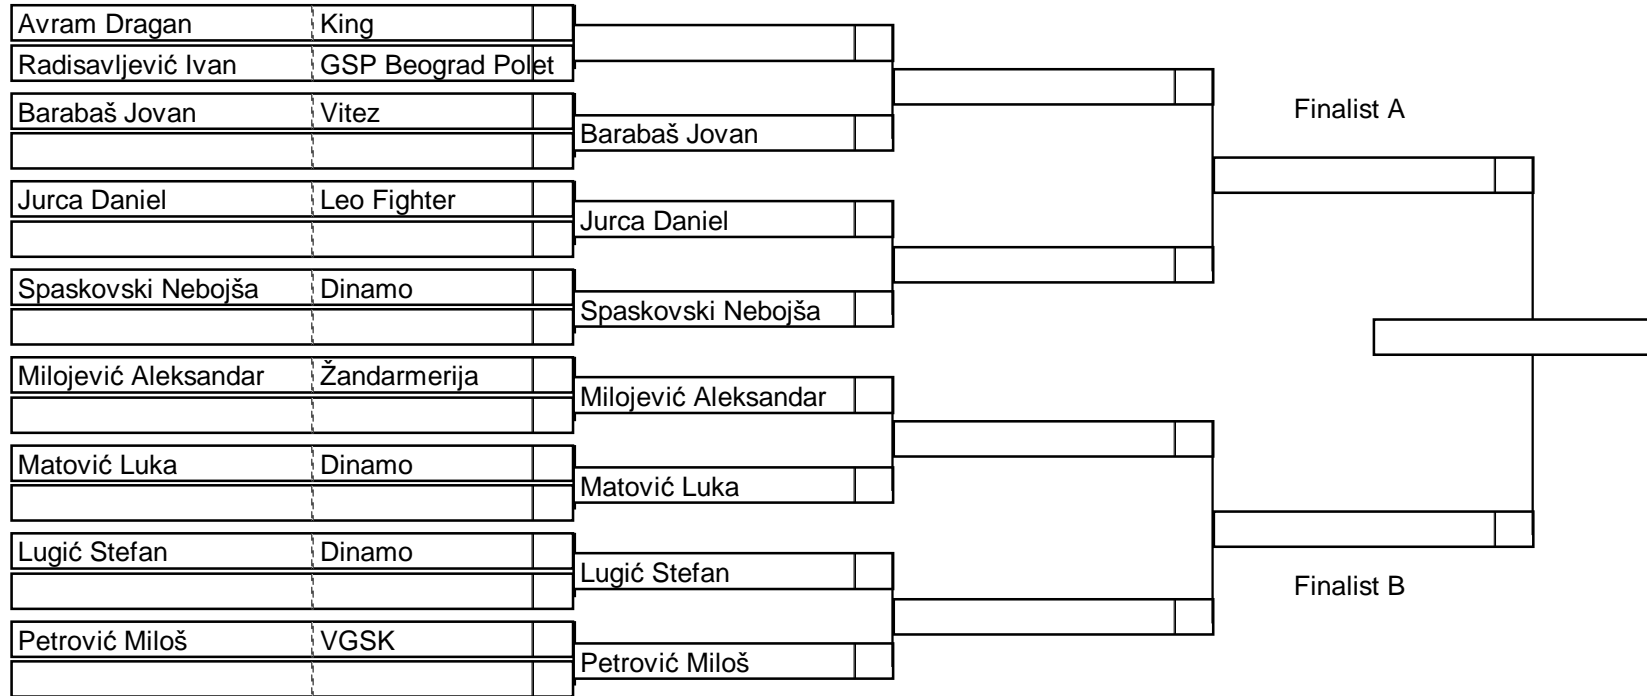 Avram Dragan King
Radisavljević Ivan GSP Beograd Polet
Barabaš Jovan Vitez
Finalist A
Barabaš Jovan
Jurca Daniel Leo Fighter
Jurca Daniel
Spaskovski Nebojša Dinamo
Spaskovski Nebojša
Milojević Aleksandar Žandarmerija
Milojević Aleksandar
Matović Luka Dinamo
Matović Luka
Lugić Stefan Dinamo
Lugić Stefan
Finalist B
Petrović Miloš VGSK
Petrović Miloš